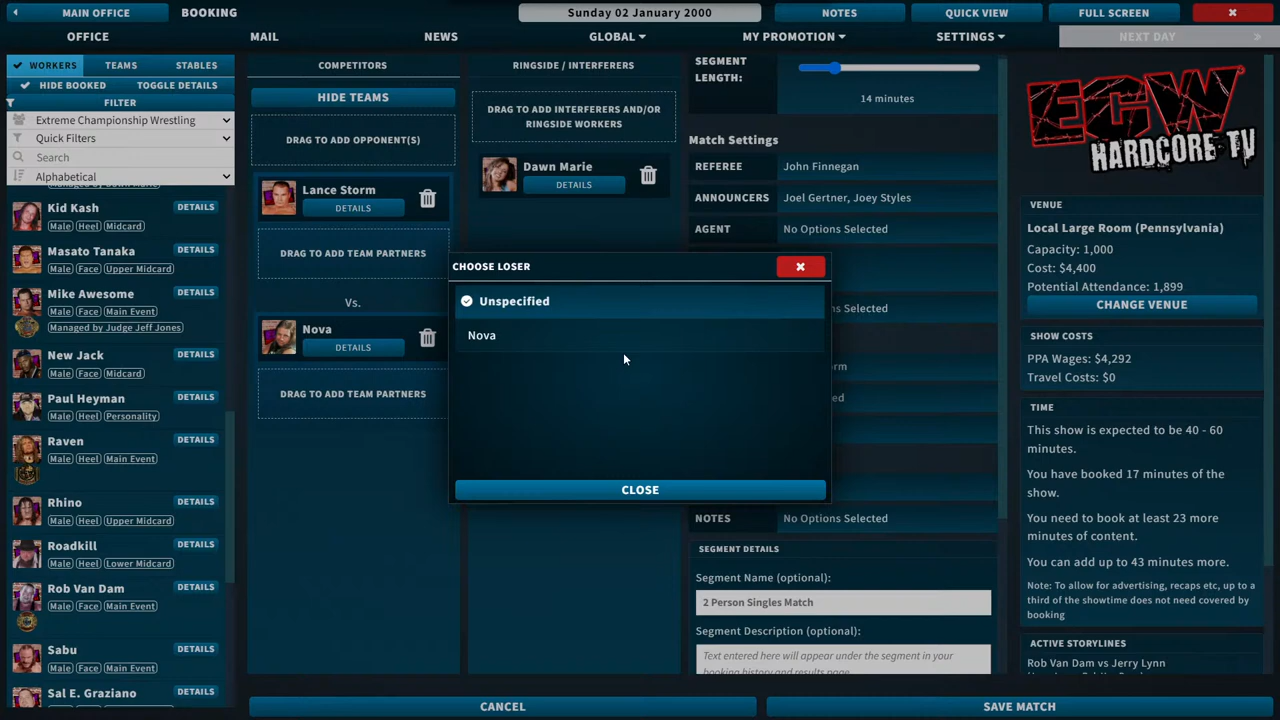 MAIN OFFICE
BOOKING
Sunday 02 January 2000
NOTES
QUICK VIEW
FULL SCREEN
OFFICE
MAIL
NEWS
GLOBAL
MY PROMOTION
SETTINGS
NEXT DAY
WORKERS
TEAMS
STABLES
HIDE BOOKED
TOGGLE DETAILS
FILTER
Extreme Championship Wrestling
Quick Filters
Search
Alphabetical
Managed by Dawn Marie
Kid Kash
DETAILS
Male Heel Midcard
Masato Tanaka
DETAILS
Male Face Upper Midcard
Mike Awesome
DETAILS
Male Face Main Event
Managed by Judge Jeff Jones
New Jack
DETAILS
Male Face Midcard
Paul Heyman
DETAILS
Male Heel Personality
Raven
DETAILS
Male Heel Main Event
Rhino
DETAILS
Male Heel Upper Midcard
Roadkill
DETAILS
Male Heel Lower Midcard
Rob Van Dam
DETAILS
Male Face Main Event
Sabu
DETAILS
Male Face Main Event
Sal E. Graziano
DETAILS
COMPETITORS
HIDE TEAMS
DRAG TO ADD OPPONENT(S)
Lance Storm
DETAILS
DRAG TO ADD TEAM PARTNERS
Vs.
Nova
DETAILS
DRAG TO ADD TEAM PARTNERS
RINGSIDE / INTERFERERS
DRAG TO ADD INTERFERERS AND/OR
RINGSIDE WORKERS
Dawn Marie
DETAILS
CHOOSE LOSER
Unspecified
Nova
CLOSE
SEGMENT
LENGTH:
14 minutes
Match Settings
REFEREE
John Finnegan
ANNOUNCERS
Joel Gertner, Joey Styles
AGENT
No Options Selected
s Selected
rm
ed
NOTES
No Options Selected
SEGMENT DETAILS
Segment Name (optional):
2 Person Singles Match
Segment Description (optional):
Text entered here will appear under the segment in your
booking history and results page.
ECW
HARDCORE TV
VENUE
Local Large Room (Pennsylvania)
Capacity: 1,000
Cost: $4,400
Potential Attendance: 1,899
CHANGE VENUE
SHOW COSTS
PPA Wages: $4,292
Travel Costs: $0
TIME
This show is expected to be 40 - 60
minutes.
You have booked 17 minutes of the
show.
You need to book at least 23 more
minutes of content.
You can add up to 43 minutes more.
Note: To allow for advertising, recaps etc, up to a
third of the showtime does not need covered by
booking
ACTIVE STORYLINES
Rob Van Dam vs Jerry Lynn
CANCEL
SAVE MATCH